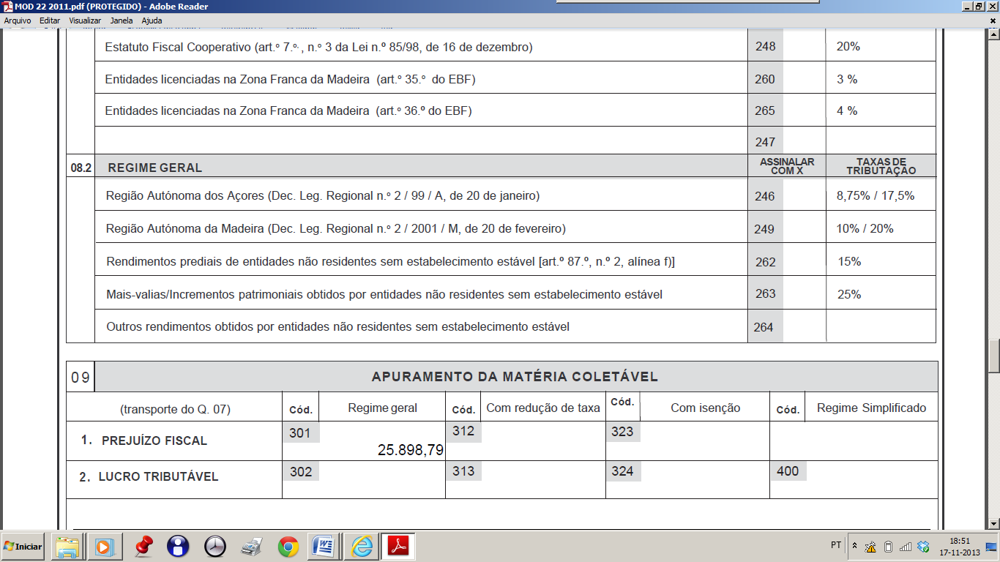 MOD 22 2011.pdf (PROTEGIDO) - Adobe Reader
Arquivo Editar Visualizar Janela Ajuda
Estatuto Fiscal Cooperativo (art.º 7.º, n.º 3 da Lei n.º 85/98, de 16 de dezembro) 248 20%
Entidades licenciadas na Zona Franca da Madeira (art.º 35.º do EBF) 260 3 %
Entidades licenciadas na Zona Franca da Madeira (art.º 36.º do EBF) 265 4 %
247
08.2 REGIME GERAL ASSINALAR COM X TAXAS DE TRIBUTAÇÃO
Região Autónoma dos Açores (Dec. Leg. Regional n.º 2 / 99 / A, de 20 de janeiro) 246 8,75% / 17,5%
Região Autónoma da Madeira (Dec. Leg. Regional n.º 2 / 2001 / M, de 20 de fevereiro) 249 10% / 20%
Rendimentos prediais de entidades não residentes sem estabelecimento estável [art.º 87.º, n.º 2, alínea f)] 262 15%
Mais-valias/Incrementos patrimoniais obtidos por entidades não residentes sem estabelecimento estável 263 25%
Outros rendimentos obtidos por entidades não residentes sem estabelecimento estável 264
09 APURAMENTO DA MATÉRIA COLETÁVEL
(transporte do Q. 07) Cód. Regime geral Cód. Com redução de taxa Cód. Com isenção Cód. Regime Simplificado
1. PREJUÍZO FISCAL 301 25.898,79 312 323
2. LUCRO TRIBUTÁVEL 302 313 324 400
Iniciar PT 18:51
17-11-2013